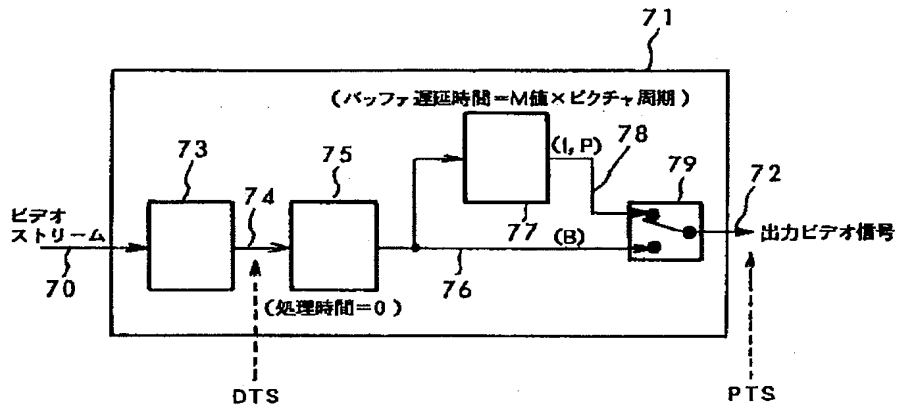 71
(バッファ遅延時間=M値×ピクチャ周期)
73
75
(I, P)
78
79
72
74
ビデオ
ストリーム
70
77
(B)
76
出力ビデオ信号
(処理時間=0)
DTS
PTS